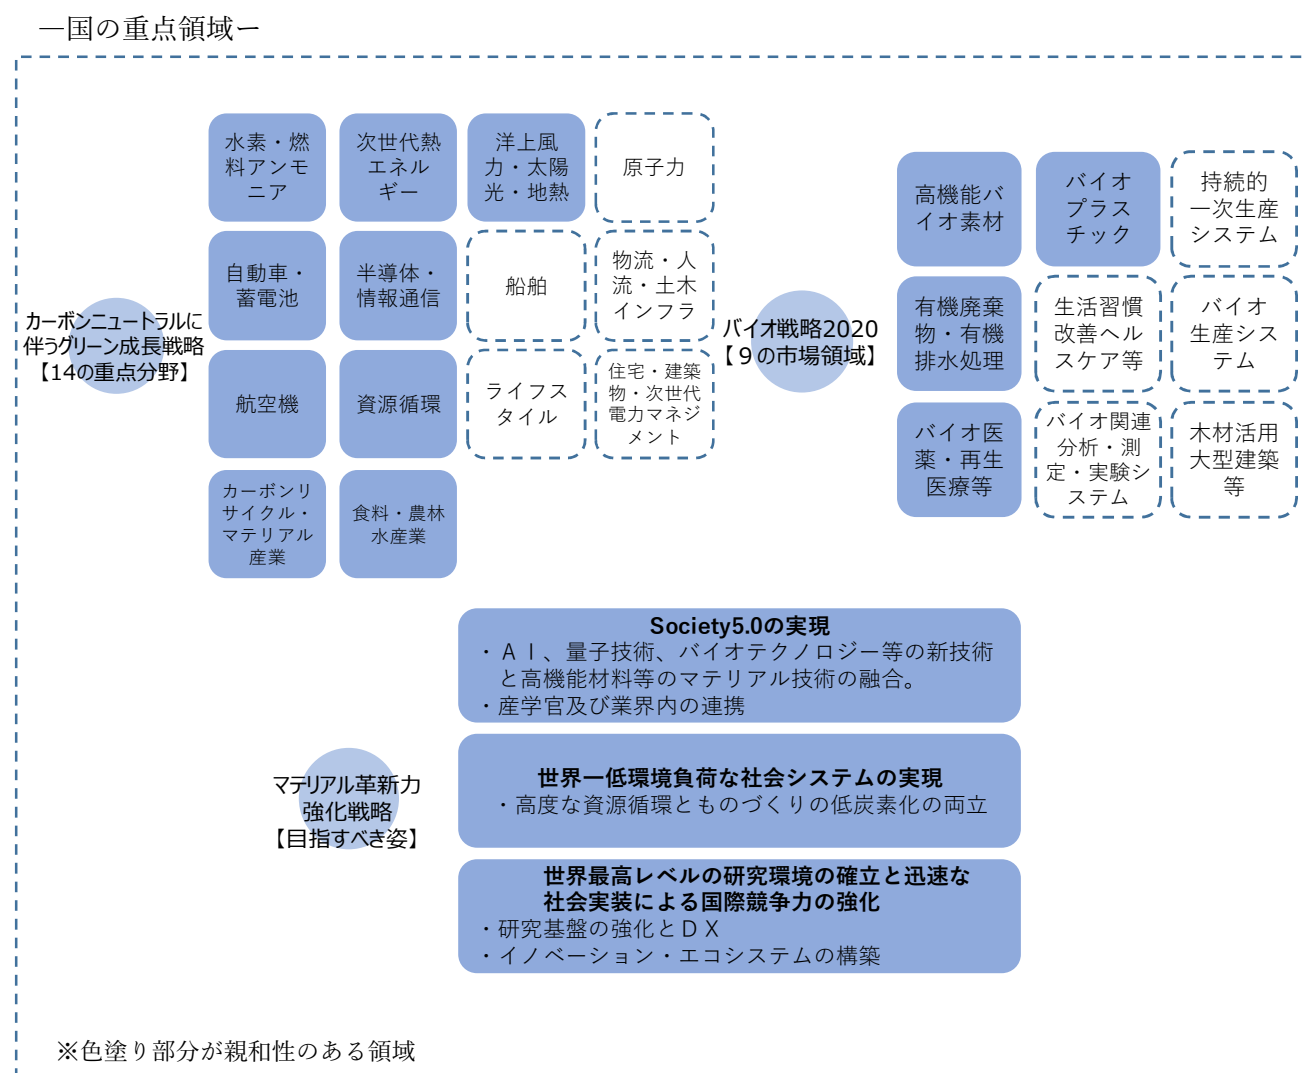 ―国の重点領域ー
カーボンニュートラルに
伴うグリーン成長戦略
【14の重点分野】
水素・燃
料アンモ
ニア
次世代熱
エネル
ギー
洋上風
力・太陽
光・地熱
原子力
自動車・
蓄電池
半導体・
情報通信
船舶
物流・人
流・土木
インフラ
航空機
資源循環
ライフス
タイル
住宅・建築
物・次世代
電力マネジ
メント
カーボンリ
サイクル・
マテリアル
産業
食料・農林
水産業
バイオ戦略2020
【９の市場領域】
高機能バ
イオ素材
バイオ
プラス
チック
持続的
一次生産
システム
有機廃棄
物・有機
排水処理
生活習慣
改善ヘル
スケア等
バイオ
生産シス
テム
バイオ医
薬・再生
医療等
バイオ関連
分析・測
定・実験シ
ステム
木材活用
大型建築
等
マテリアル革新力
強化戦略
【目指すべき姿】
Society5.0の実現
・ＡＩ、量子技術、バイオテクノロジー等の新技術
と高機能材料等のマテリアル技術の融合。
・産学官及び業界内の連携
世界一低環境負荷な社会システムの実現
・高度な資源循環とものづくりの低炭素化の両立
世界最高レベルの研究環境の確立と迅速な
社会実装による国際競争力の強化
・研究基盤の強化とＤＸ
・イノベーション・エコシステムの構築
※色塗り部分が親和性のある領域